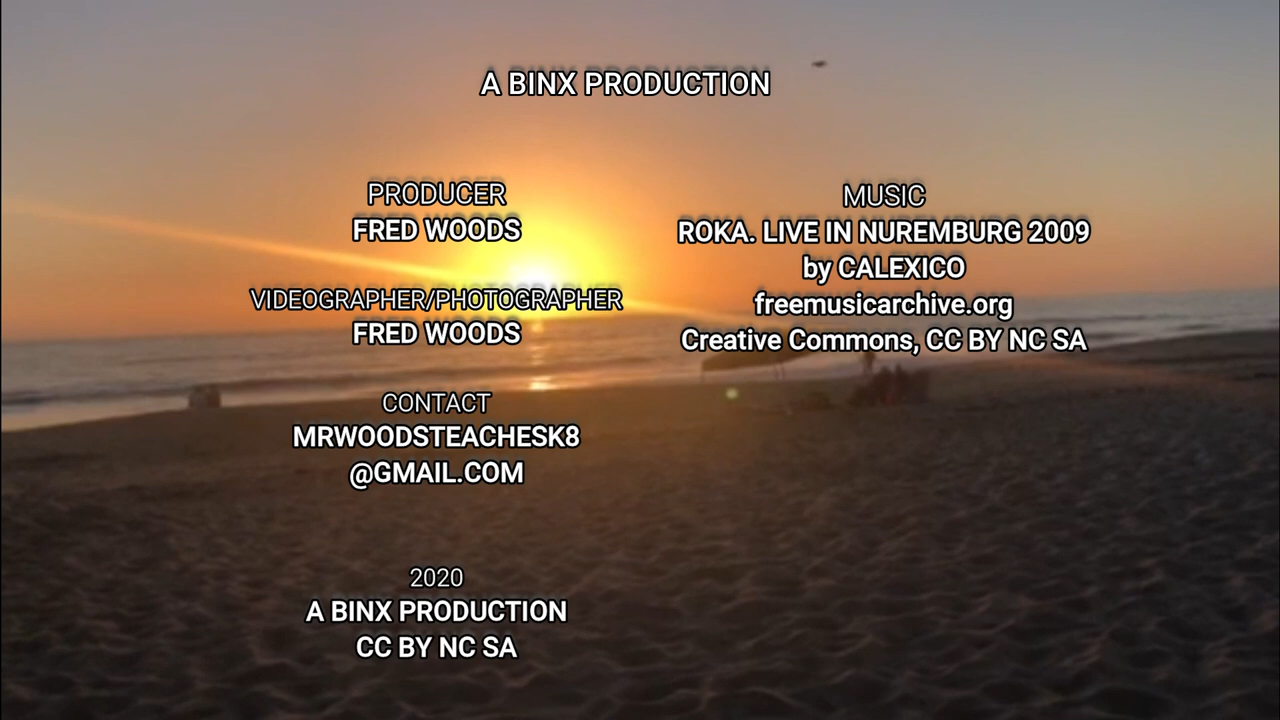 A BINX PRODUCTION
PRODUCER
FRED WOODS
VIDEOGRAPHER/PHOTOGRAPHER
FRED WOODS
CONTACT
MRWOODSTEACHESK8
@GMAIL.COM
2020
A BINX PRODUCTION
CC BY NC SA
MUSIC
ROKA. LIVE IN NUREMBURG 2009
by CALEXICO
freemusicarchive.org
Creative Commons, CC BY NC SA